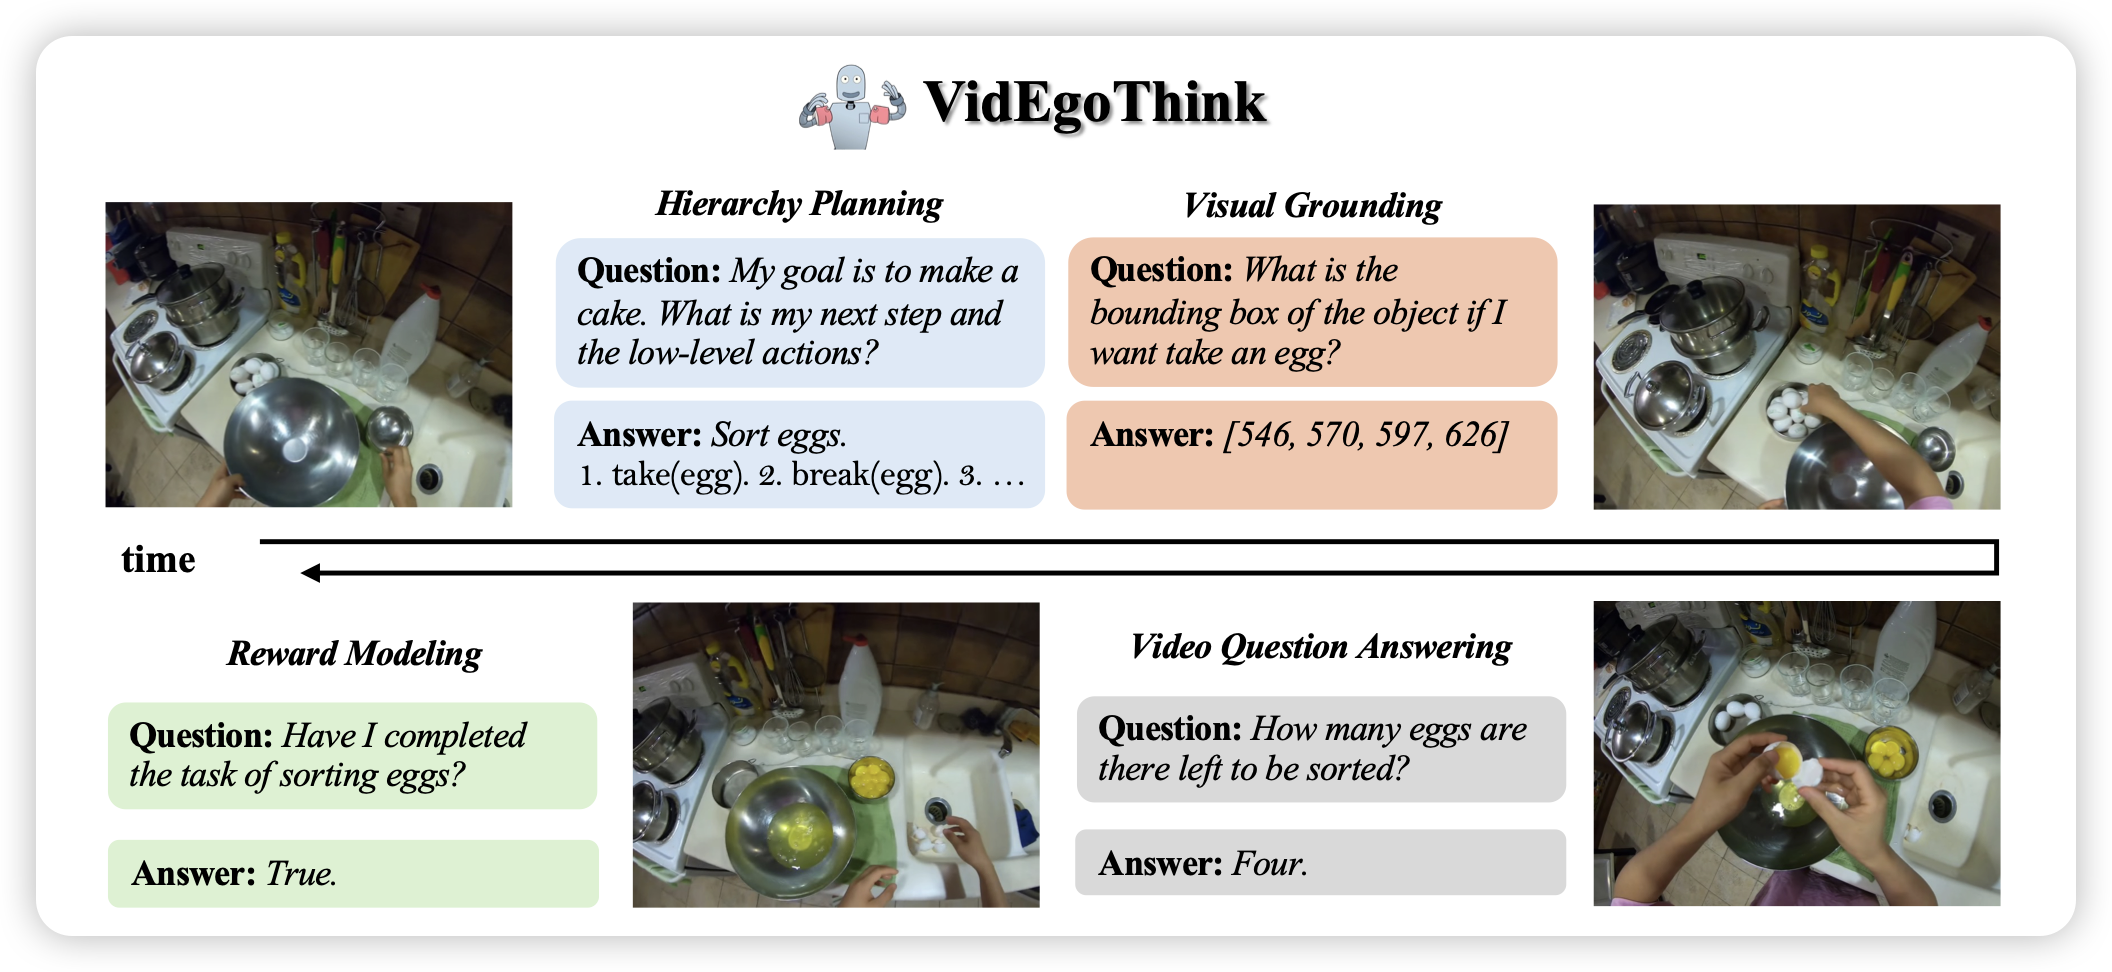 VidEgoThink
Hierarchy Planning
Question: My goal is to make a
cake. What is my next step and
the low-level actions?
Answer: Sort eggs.
1. take(egg). 2. break(egg). 3. …
Visual Grounding
Question: What is the
bounding box of the object if I
want take an egg?
Answer: [546, 570, 597, 626]
time
Reward Modeling
Question: Have I completed
the task of sorting eggs?
Answer: True.
Video Question Answering
Question: How many eggs are
there left to be sorted?
Answer: Four.